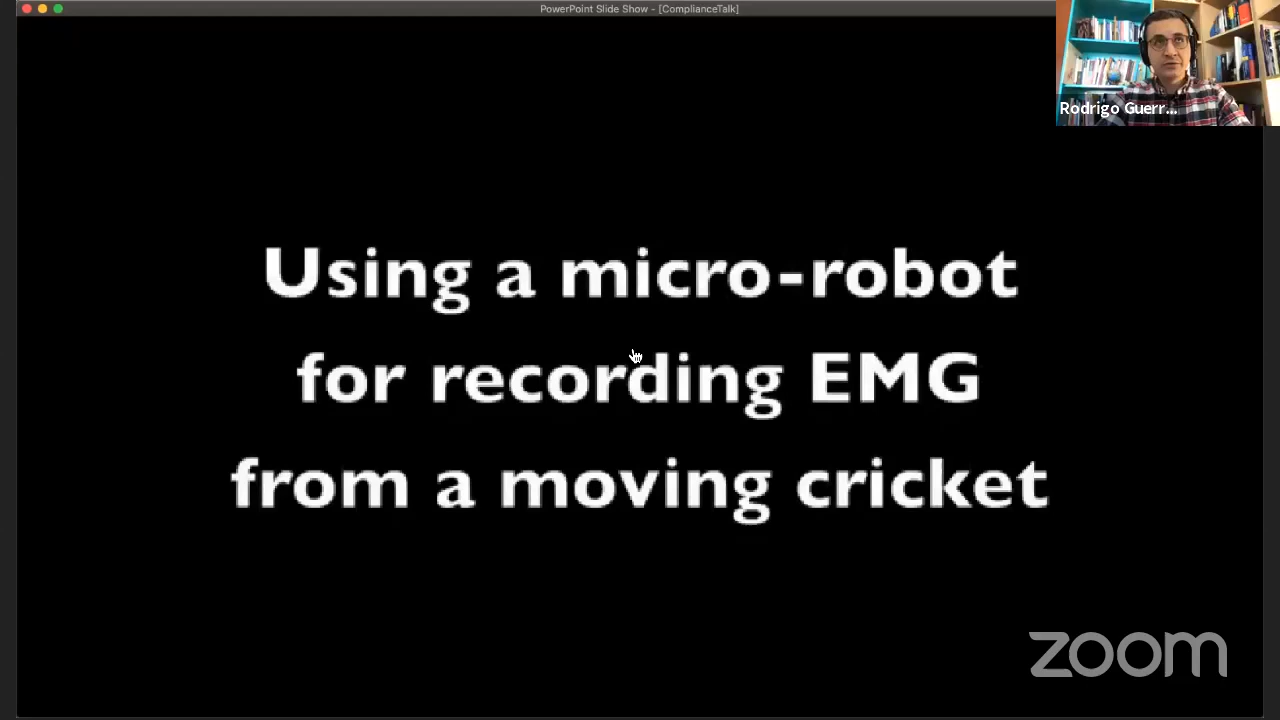 PowerPoint Slide Show - [ComplianceTalk]
Rodrigo Guerr...
Using a micro-robot
for recording EMG
from a moving cricket
zoom